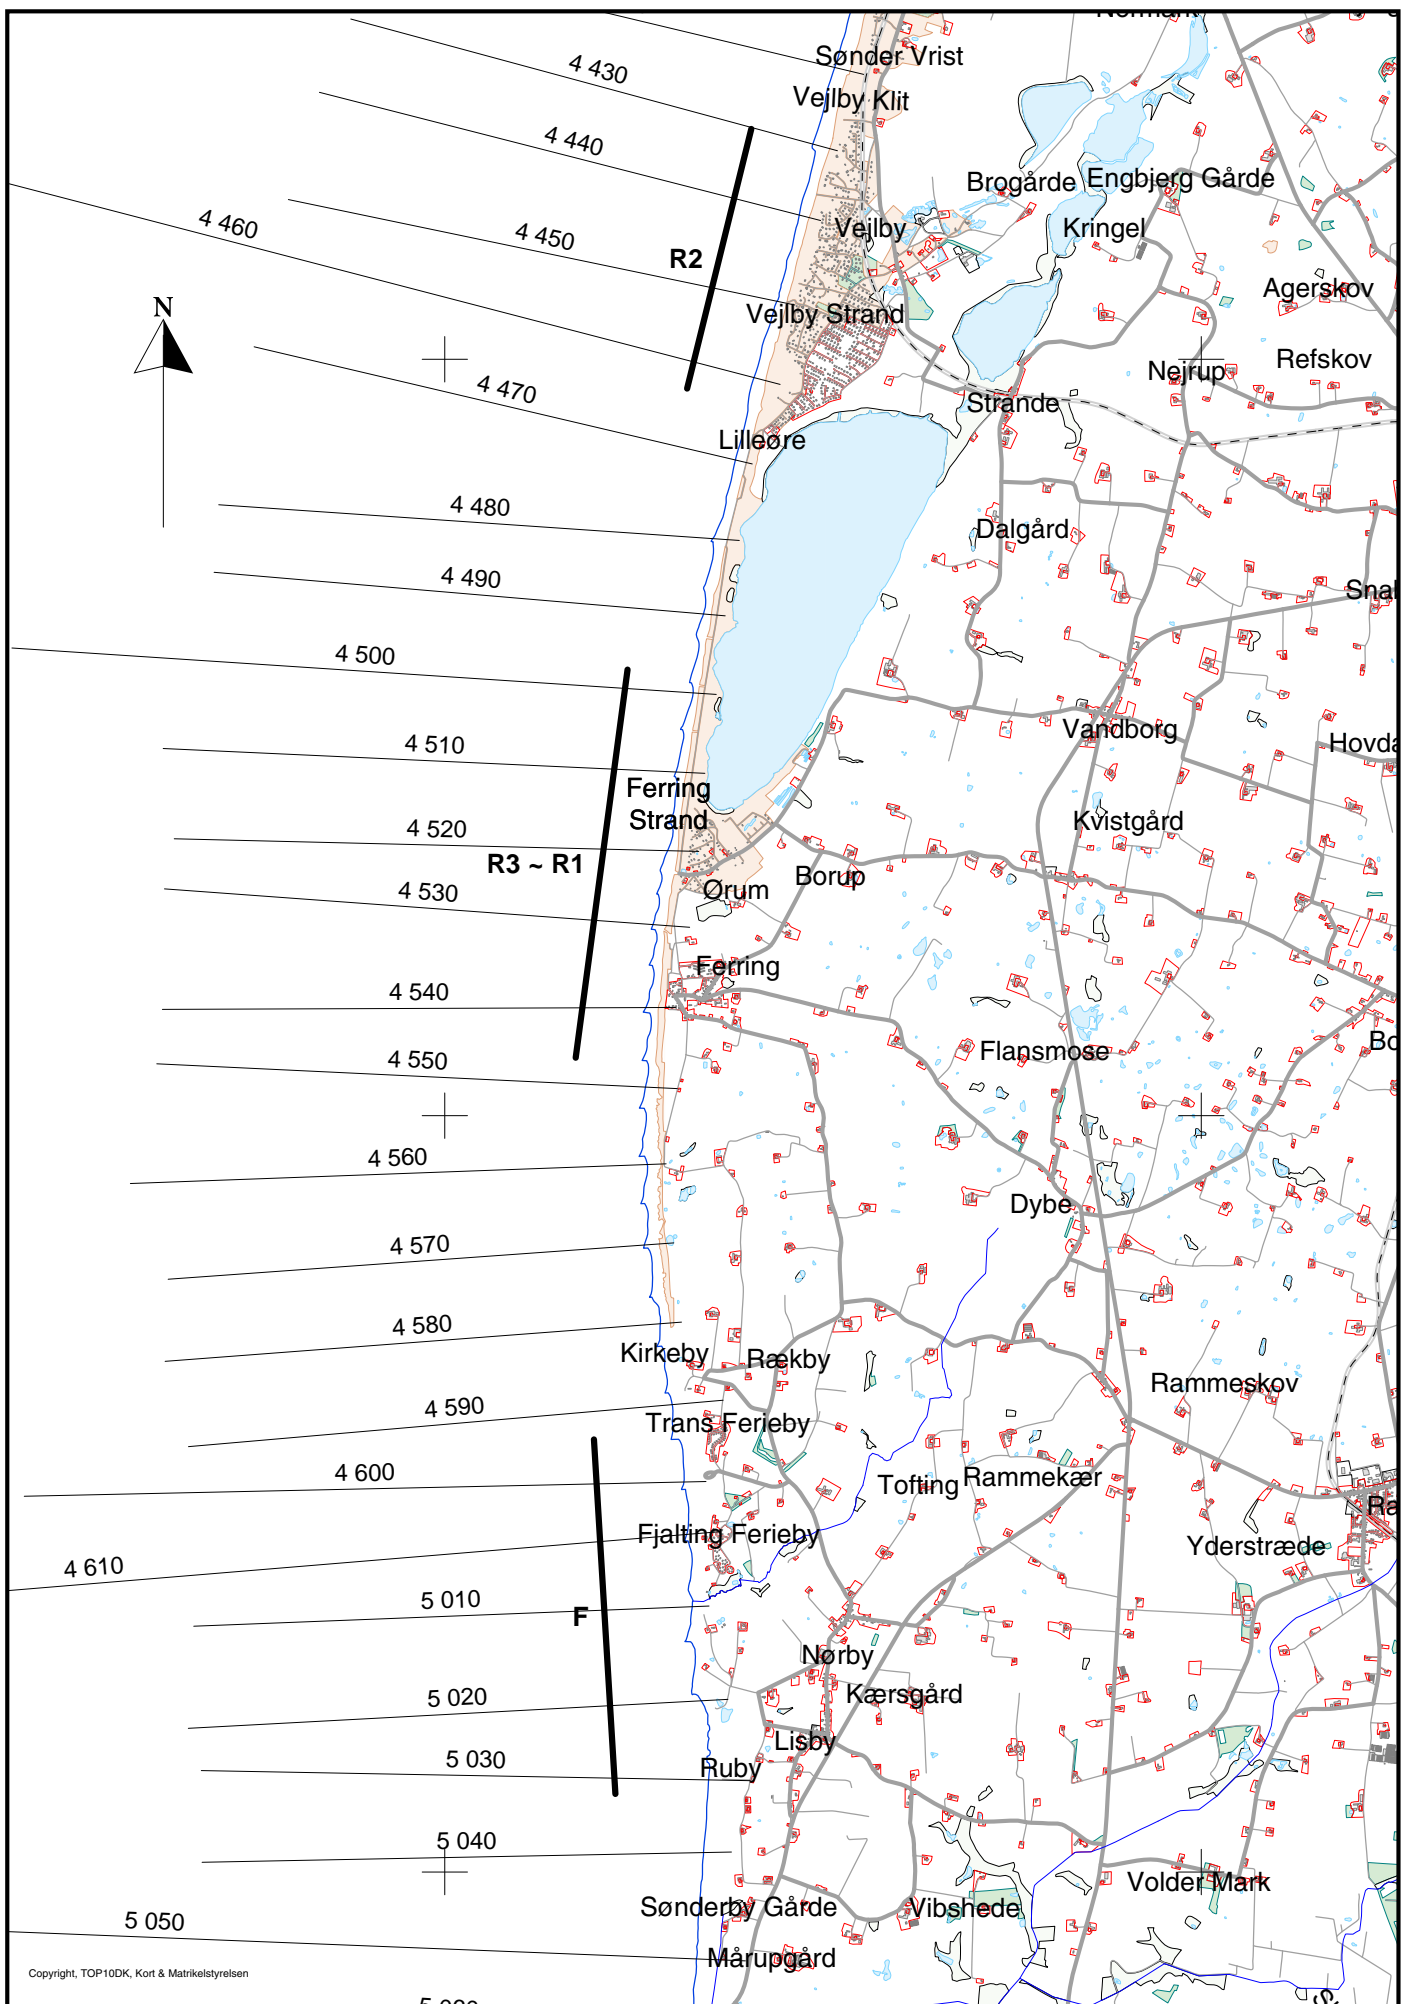 Sønder Vrist
4 430
Vejlby Klit
4 440
Brogårde
Engbjerg Gårde
4 460
4 450
Vejlby
Kringel
R2
Agerskov
N
Vejlby Strand
Refskov
Nejrup
4 470
Strande
Lilleøre
4 480
Dalgård
4 490
4 500
Vandborg
4 510
Ferring
Strand
Kvistgård
4 520
R3 ~ R1
Borup
Ørum
4 530
Ferring
4 540
Flansmose
4 550
4 560
Dybe
4 570
4 580
Kirkeby
Rækby
Rammeskov
4 590
Trans Ferieby
4 600
Tofting
Rammekær
Fjalting Ferieby
Yderstræde
4 610
5 010
F
Nørby
5 020
Kærsgård
Lisby
5 030
Ruby
5 040
Volder Mark
Sønderby Gårde
Vibshede
5 050
Mårupgård
Copyright, TOP10DK, Kort & Matrikelstyrelsen